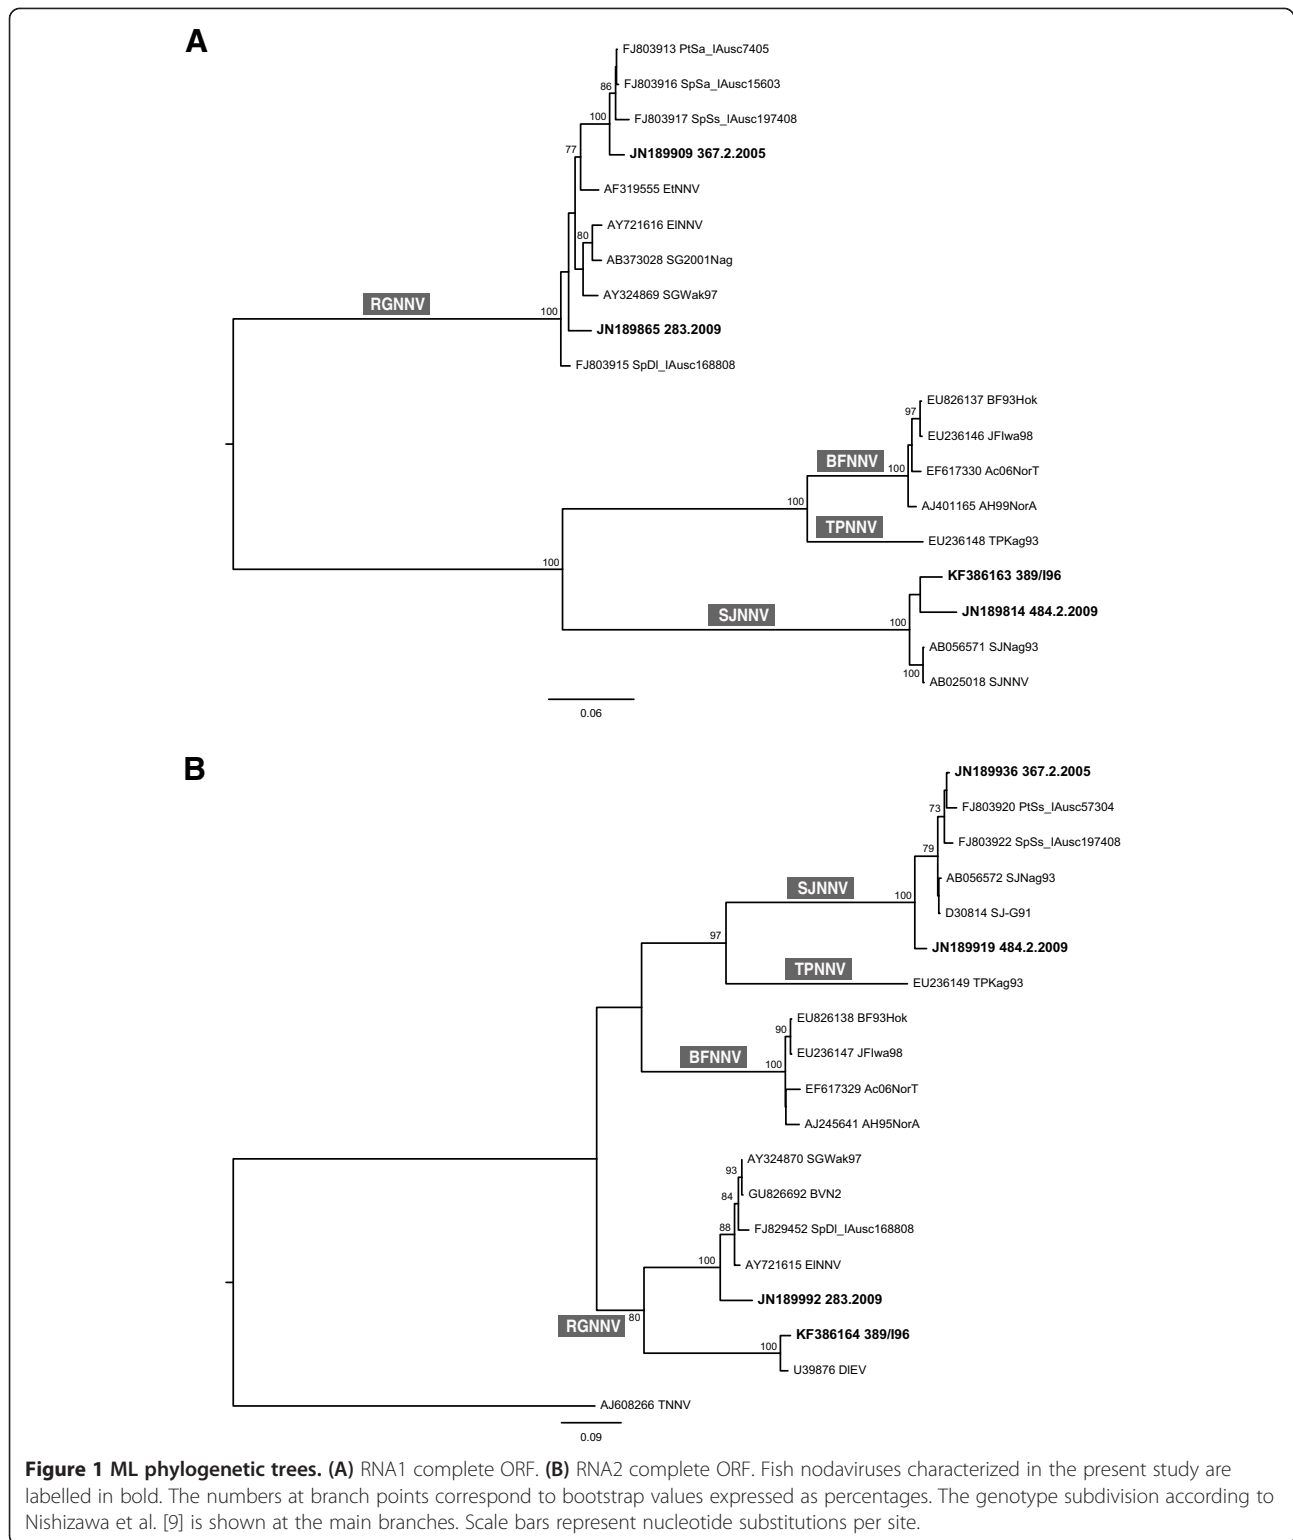 A
FJ803913 PtSa_IAusc7405
FJ803916 SpSa_IAusc15603
86
FJ803917 SpSs_IAusc197408
100
JN189909 367.2.2005
77
AF319555 EtNNV
AY721616 ElNNV
80
AB373028 SG2001Nag
AY324869 SGWak97
RGNNV
100
JN189865 283.2009
FJ803915 SpDl_IAusc168808
EU826137 BF93Hok
97
EU236146 JFIwa98
BFNNV
100
EF617330 Ac06NorT
100
AJ401165 AH99NorA
TPNNV
EU236148 TPKag93
100
KF386163 389/I96
SJNNV
JN189814 484.2.2009
100
AB056571 SJNag93
100
AB025018 SJNNV
0.06
B
JN189936 367.2.2005
73
FJ803920 PtSs_IAusc57304
FJ803922 SpSs_IAusc197408
79
AB056572 SJNag93
SJNNV
100
D30814 SJ-G91
97
JN189919 484.2.2009
TPNNV
EU236149 TPKag93
EU826138 BF93Hok
90
EU236147 JFIwa98
BFNNV
100
EF617329 Ac06NorT
AJ245641 AH95NorA
AY324870 SGWak97
93
GU826692 BVN2
84
FJ829452 SpDl_IAusc168808
88
AY721615 ElNNV
100
JN189992 283.2009
RGNNV
80
KF386164 389/I96
100
U39876 DIEV
AJ608266 TNNV
0.09
Figure 1 ML phylogenetic trees. (A) RNA1 complete ORF. (B) RNA2 complete ORF. Fish nodaviruses characterized in the present study are
labelled in bold. The numbers at branch points correspond to bootstrap values expressed as percentages. The genotype subdivision according to
Nishizawa et al. [9] is shown at the main branches. Scale bars represent nucleotide substitutions per site.